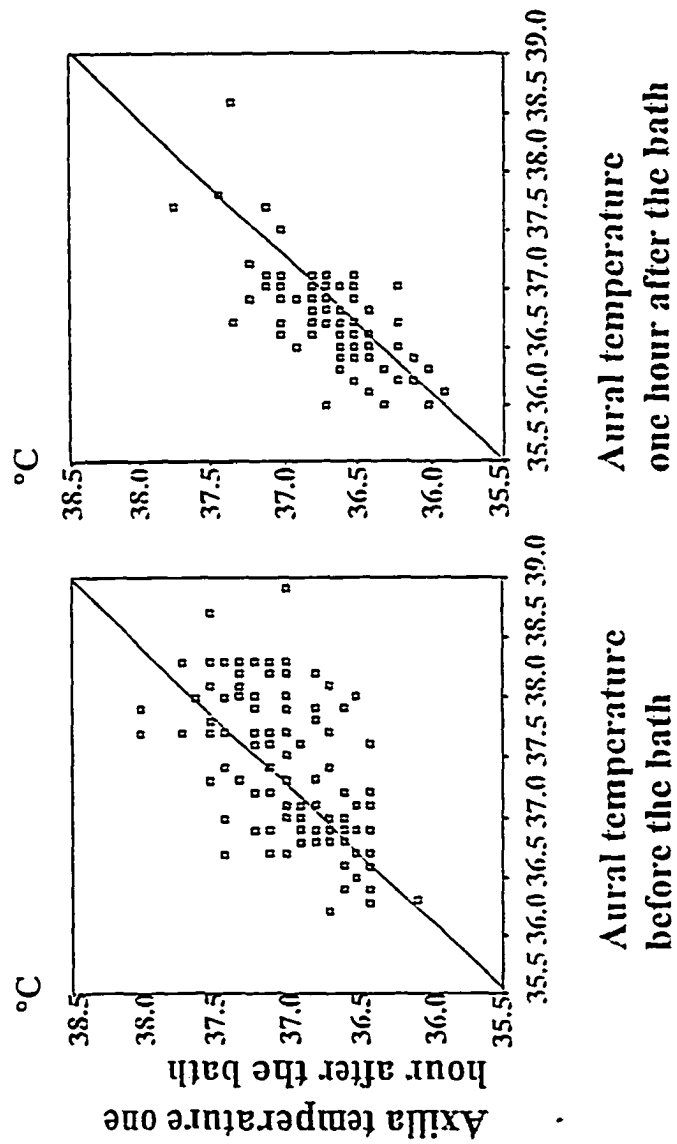 °C
38.5
38.0
37.5
37.0
36.5
36.0
35.5
35.5 36.0 36.5 37.0 37.5 38.0 38.5 39.0
Axilla temperature one
hour after the bath
Aural temperature
before the bath
°C
38.5
38.0
37.5
37.0
36.5
36.0
35.5
35.5 36.0 36.5 37.0 37.5 38.0 38.5 39.0
Aural temperature
one hour after the bath